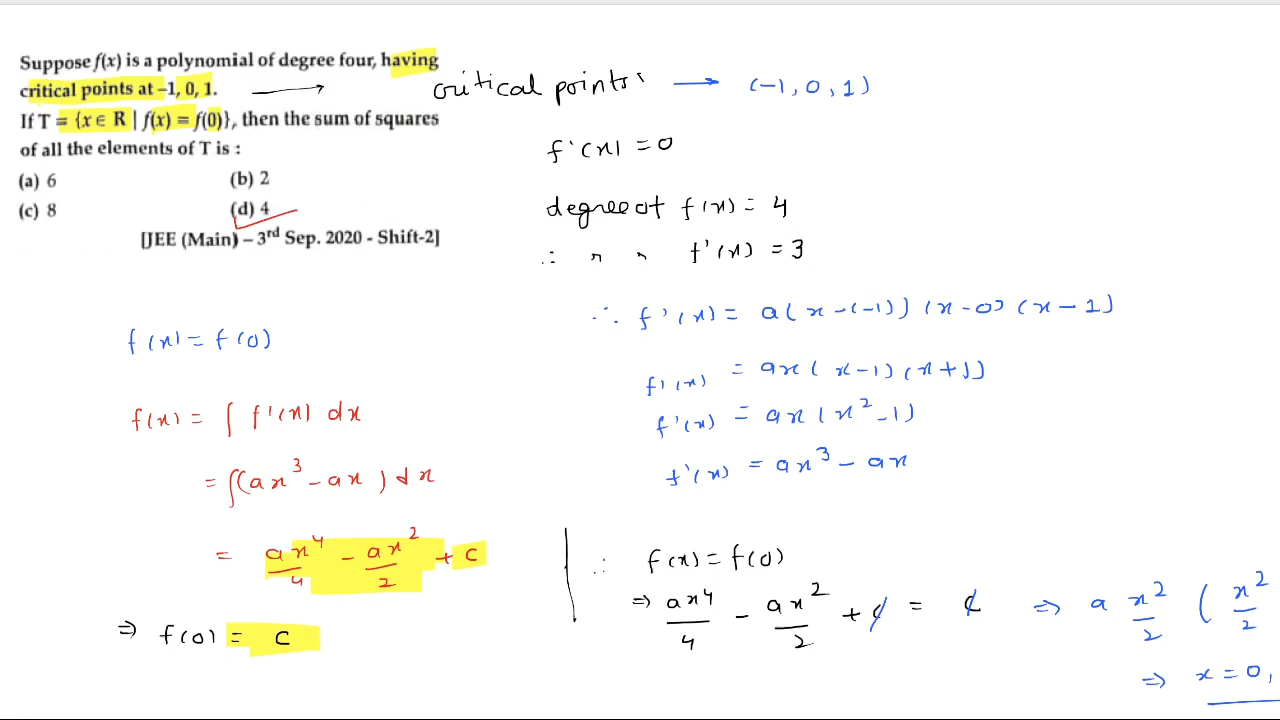 Suppose f(x) is a polynomial of degree four, having
critical points at –1, 0, 1.
If T = {x ∈ R | f(x) = f(0)}, then the sum of squares
of all the elements of T is :
(a) 6 (b) 2
(c) 8 (d) 4
[JEE (Main) – 3rd Sep. 2020 - Shift-2]
critical points → (-1, 0, 1)
f'(x) = 0
degree of f(x) = 4
∴ " " f'(x) = 3
∴ f'(x) = a(x-(-1)) (x-0) (x-1)
f'(x) = ax(x-1)(x+1)
f'(x) = ax(x²-1)
f'(x) = ax³ - ax
f(x) = f(0)
f(x) = ∫ f'(x) dx
= ∫(ax³ - ax) dx
= ax⁴/4 - ax²/2 + c
⇒ f(0) = c
∴ f(x) = f(0)
⇒ ax⁴/4 - ax²/2 + c = c ⇒ a x²/2 ( x²/2
⇒ x = 0,